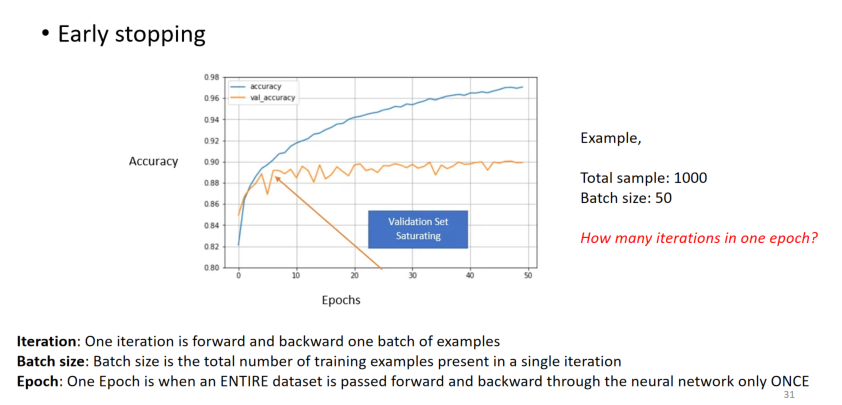 • Early stopping
0.98
0.96
0.94
0.92
0.90
0.88
0.86
0.84
0.82
0.80
accuracy
val_accuracy
Accuracy
Validation Set
Saturating
0
10
20
30
40
50
Epochs
Example,
Total sample: 1000
Batch size: 50
How many iterations in one epoch?
Iteration: One iteration is forward and backward one batch of examples
Batch size: Batch size is the total number of training examples present in a single iteration
Epoch: One Epoch is when an ENTIRE dataset is passed forward and backward through the neural network only ONCE
31